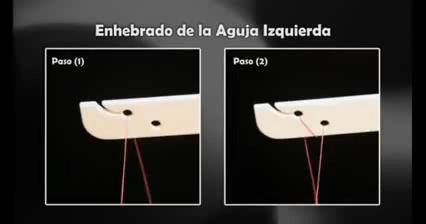 Enhebrado de la Aguja Izquierda
Paso (1)
Paso (2)